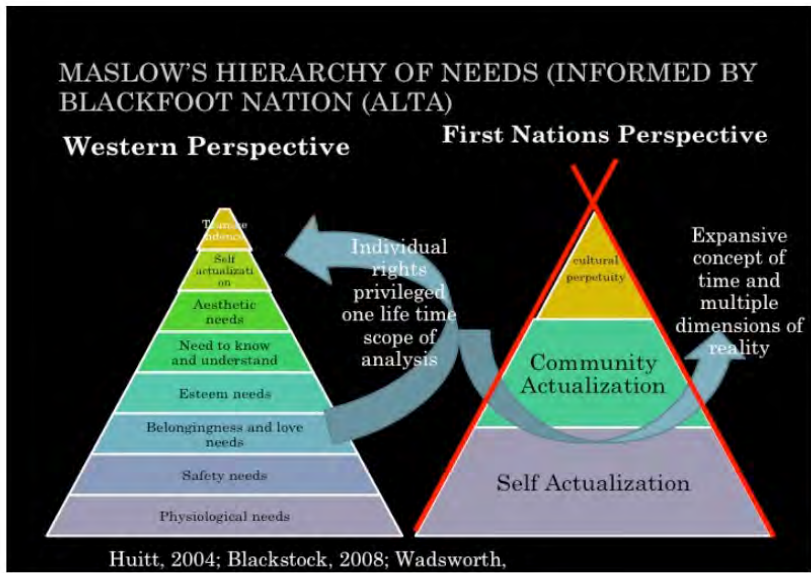 MASLOW'S HIERARCHY OF NEEDS (INFORMED BY
BLACKFOOT NATION (ALTA)
Western Perspective
First Nations Perspective
Self
actualizati
on
Aesthetic
needs
Need to know
and understand
Esteem needs
Belongingness and love
needs
Safety needs
Physiological needs
Individual
rights
privileged
one life time
scope of
analysis
cultural
perpetuity
Community
Actualization
Self Actualization
Expansive
concept of
time and
multiple
dimensions of
reality
Huitt, 2004; Blackstock, 2008; Wadsworth,